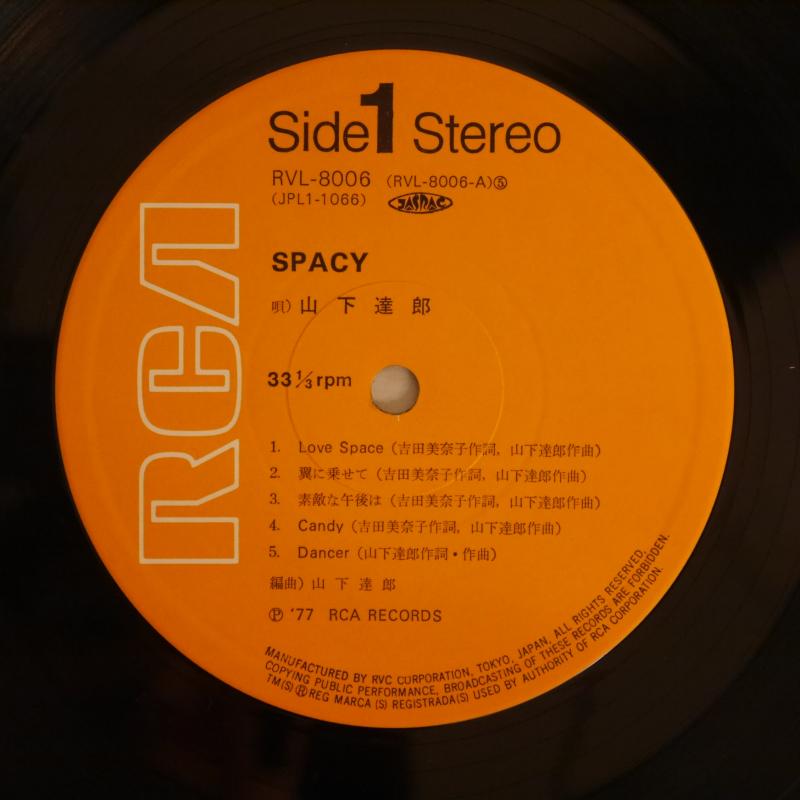 Side 1 Stereo
RVL-8006 (RVL-8006-A)⑤
(JPL1-1066) JASRAC
SPACY
唄) 山下達郎
33 1/3 rpm
1. Love Space (吉田美奈子作詞, 山下達郎作曲)
2. 翼に乗せて (吉田美奈子作詞, 山下達郎作曲)
3. 素敵な午後は (吉田美奈子作詞, 山下達郎作曲)
4. Candy (吉田美奈子作詞, 山下達郎作曲)
5. Dancer (山下達郎作詞・作曲)
編曲) 山下達郎
Ⓟ '77 RCA RECORDS
MANUFACTURED BY RVC CORPORATION, TOKYO, JAPAN, ALL RIGHTS RESERVED,
COPYING PUBLIC PERFORMANCE, BROADCASTING OF THESE RECORDS ARE FORBIDDEN.
TM(S) ® REG MARCA (S) REGISTRADA(S) USED BY AUTHORITY OF RCA CORPORATION.
RCA